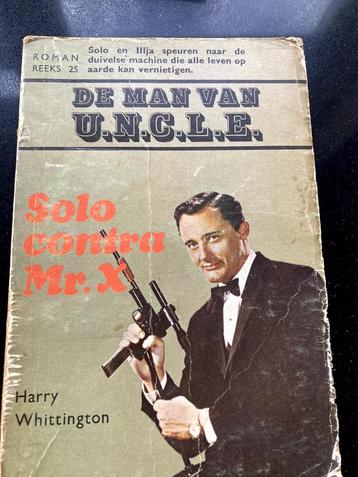 ROMAN
REEKS 25
Solo en Illja speuren naar de
duivelse machine die alle leven op
aarde kan vernietigen.
DE MAN VAN
U.N.C.L.E.
Solo
contra
Mr. X
Harry
Whittington